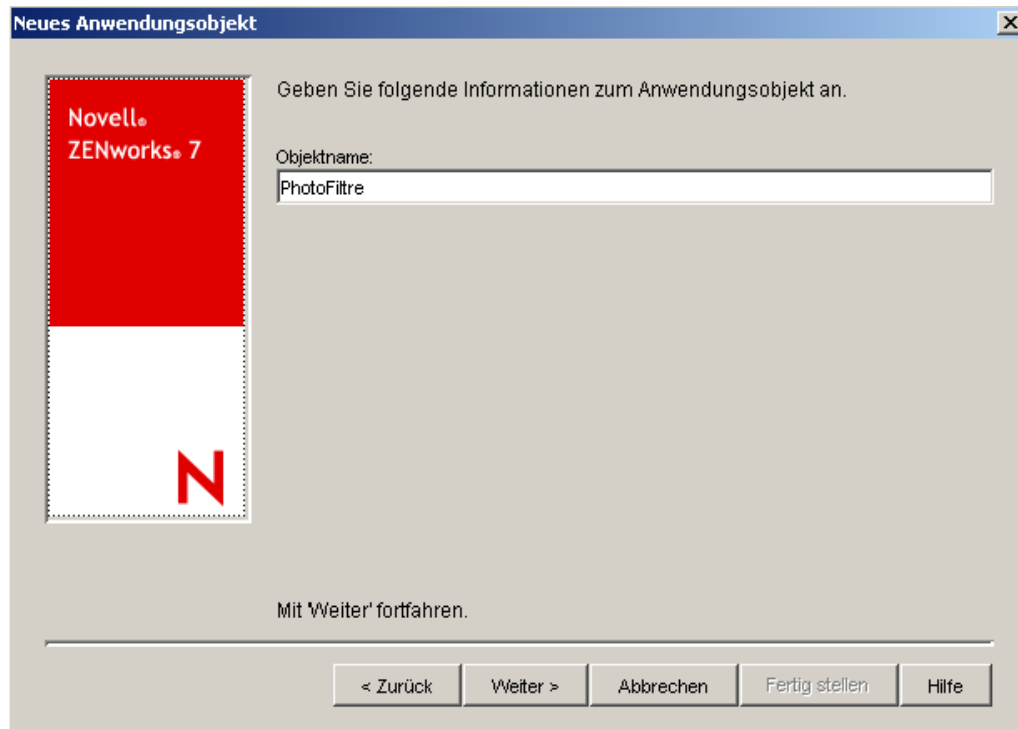 Neues Anwendungsobjekt
Novell®
ZENworks® 7
Geben Sie folgende Informationen zum Anwendungsobjekt an.
Objektname:
PhotoFiltre
N
Mit 'Weiter' fortfahren.
< Zurück Weiter > Abbrechen Fertig stellen Hilfe